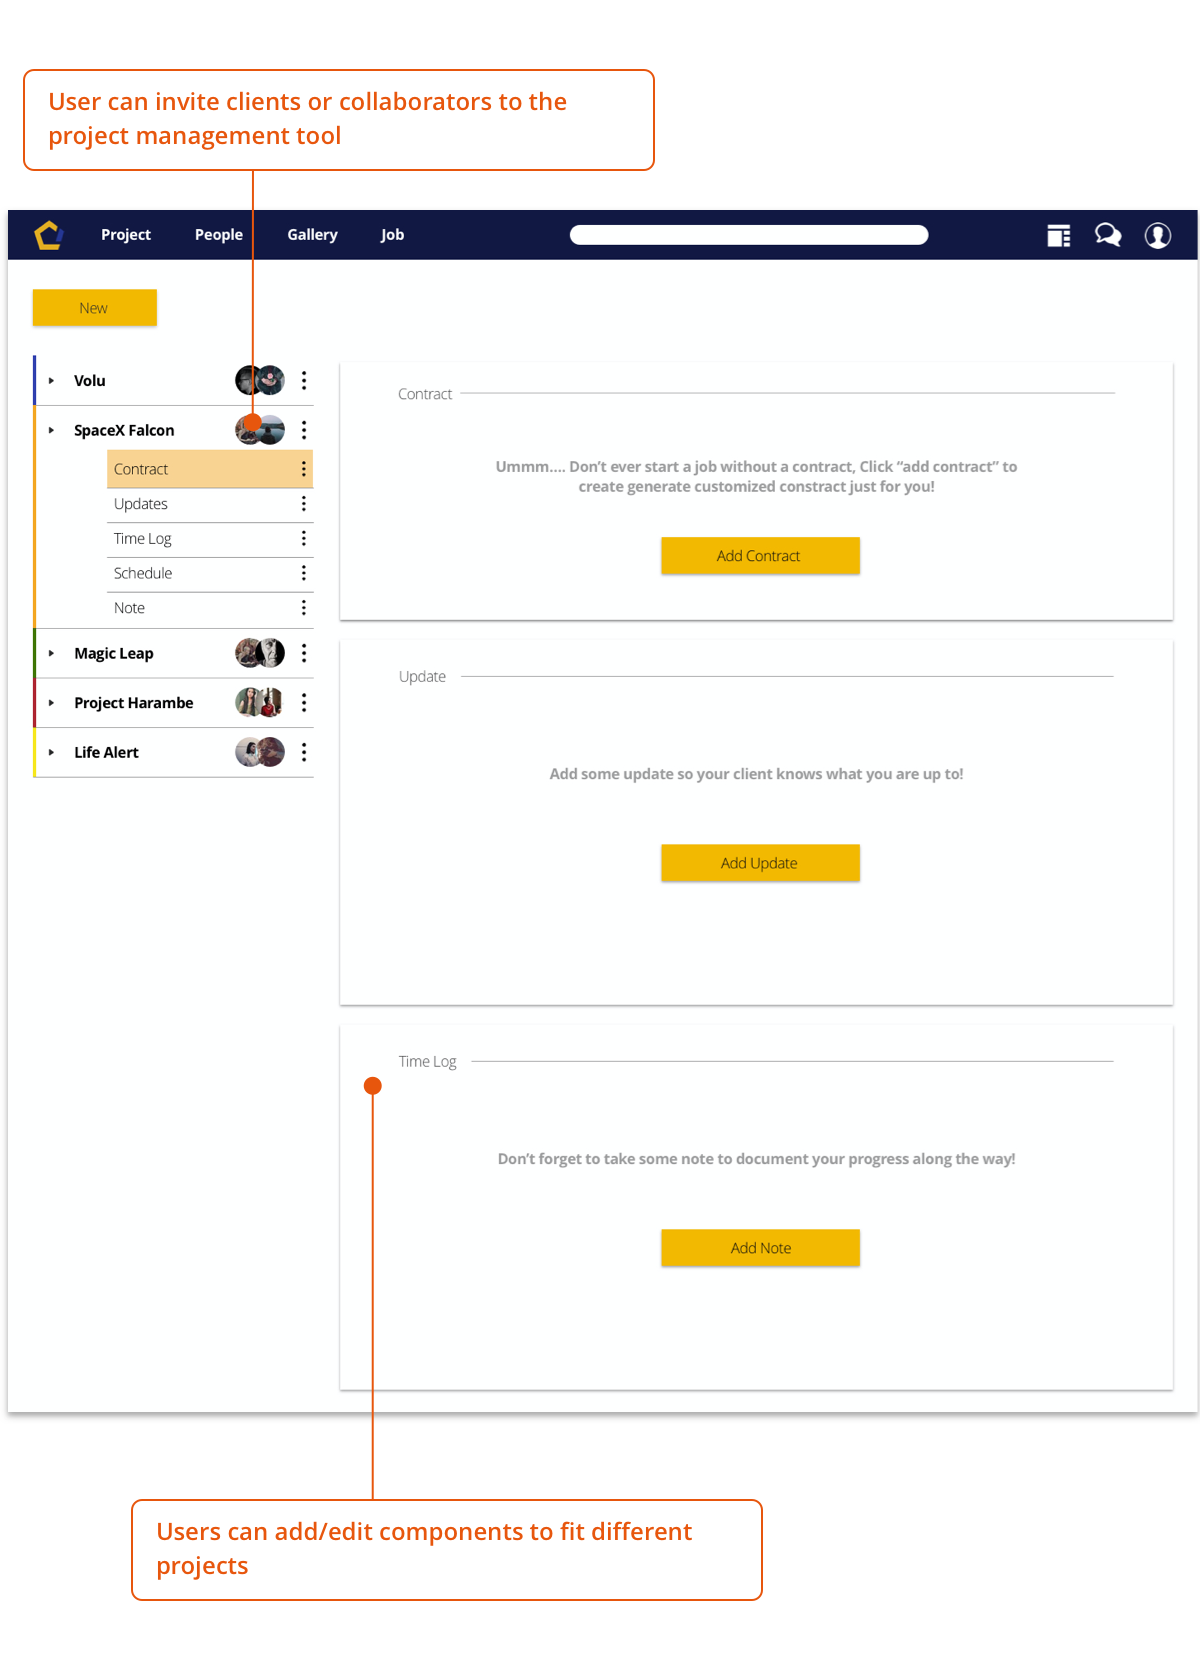 User can invite clients or collaborators to the
project management tool
Project
People
Gallery
Job
New
Volu
SpaceX Falcon
Contract
Updates
Time Log
Schedule
Note
Magic Leap
Project Harambe
Life Alert
Contract
Ummm.... Don't ever start a job without a contract, Click “add contract” to
create generate customized constract just for you!
Add Contract
Update
Add some update so your client knows what you are up to!
Add Update
Time Log
Don't forget to take some note to document your progress along the way!
Add Note
Users can add/edit components to fit different
projects